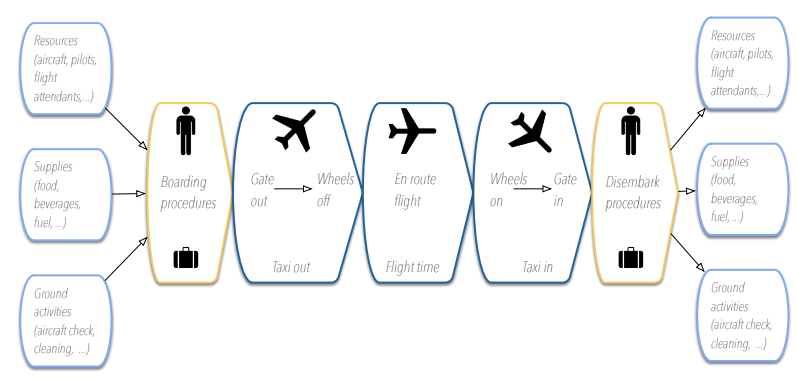 Resources
(aircraft, pilots,
flight
attendants,...)
Supplies
(food,
beverages,
fuel, ...)
Ground
activities
(aircraft check,
cleaning, ...)
Boarding
procedures
Gate
out
Wheels
off
Taxi out
En route
flight
Flight time
Wheels
on
Gate
in
Taxi in
Disembark
procedures
Resources
(aircraft, pilots,
flight
attendants,...)
Supplies
(food,
beverages,
fuel, ...)
Ground
activities
(aircraft check,
cleaning, ...)